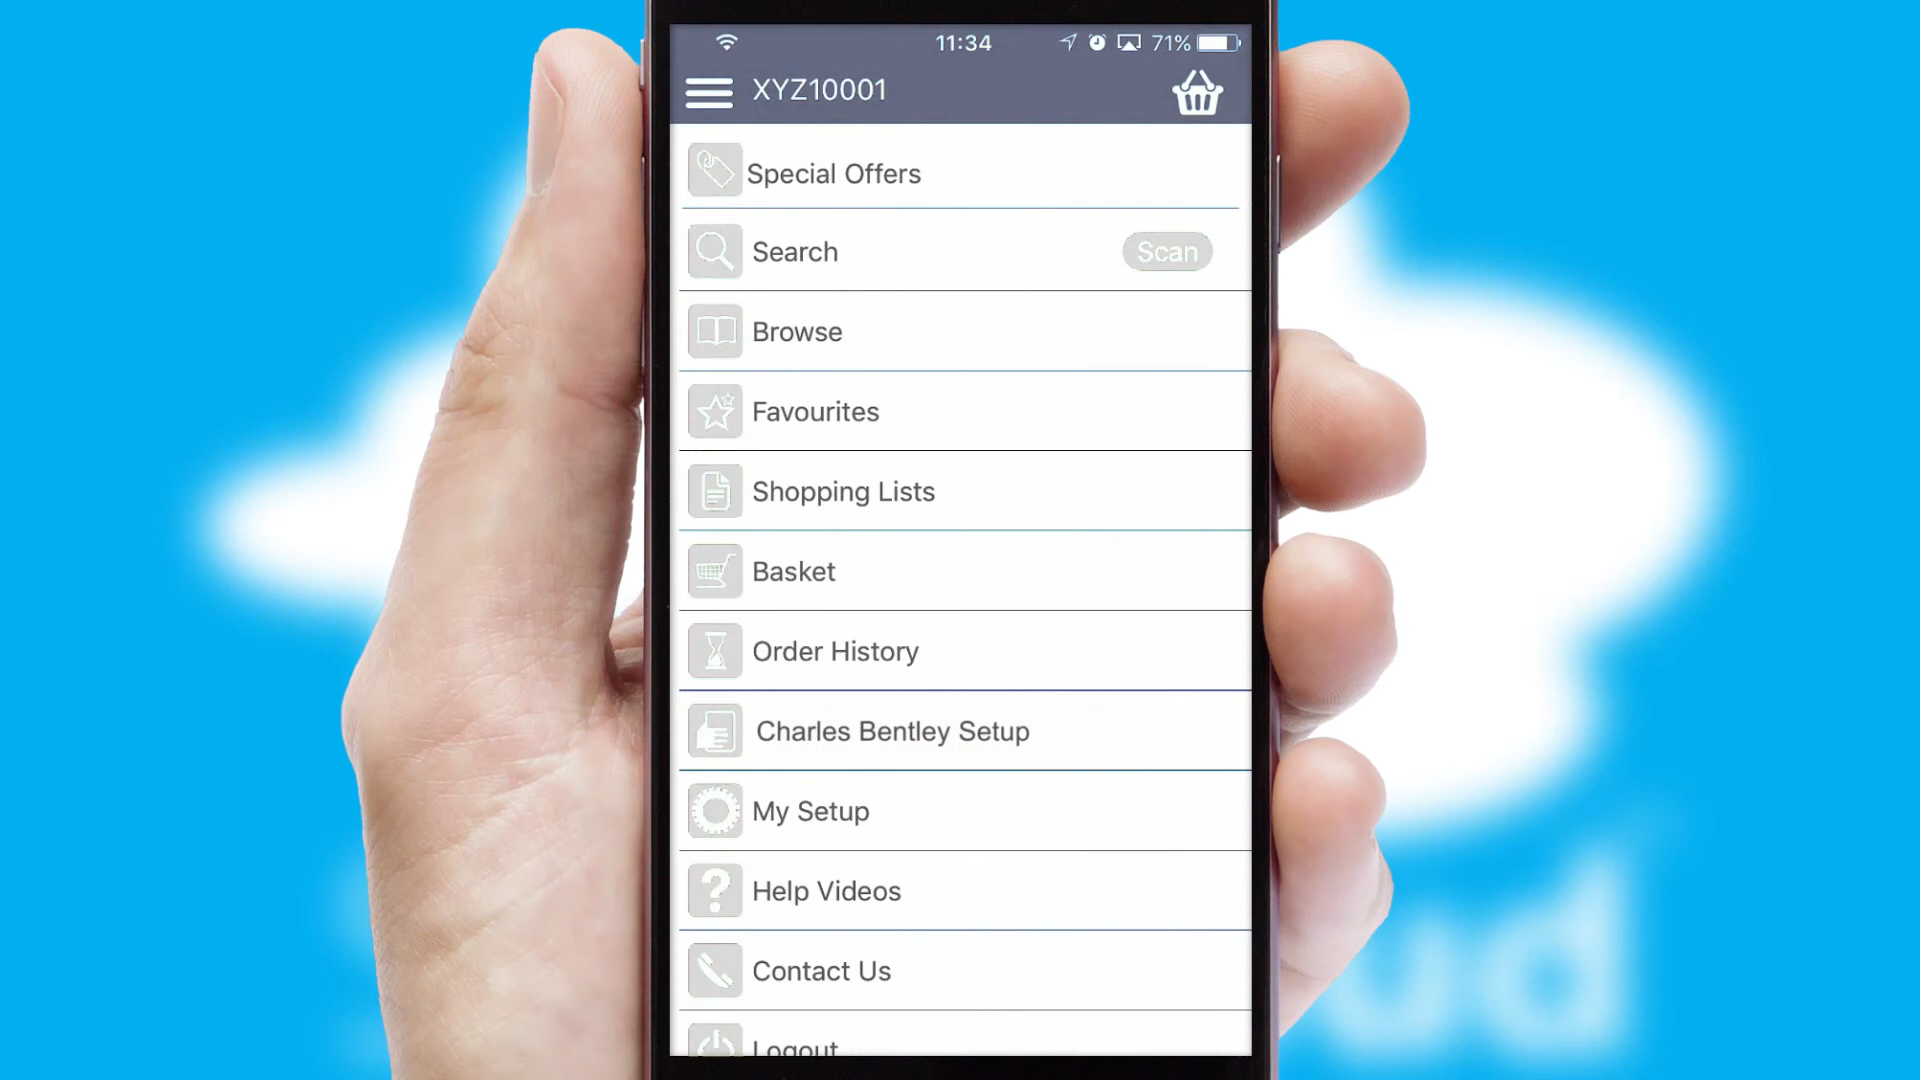 11:34
71%
XYZ10001
Special Offers
Search
Scan
Browse
Favourites
Shopping Lists
Basket
Order History
Charles Bentley Setup
My Setup
Help Videos
Contact Us
Logout
ud